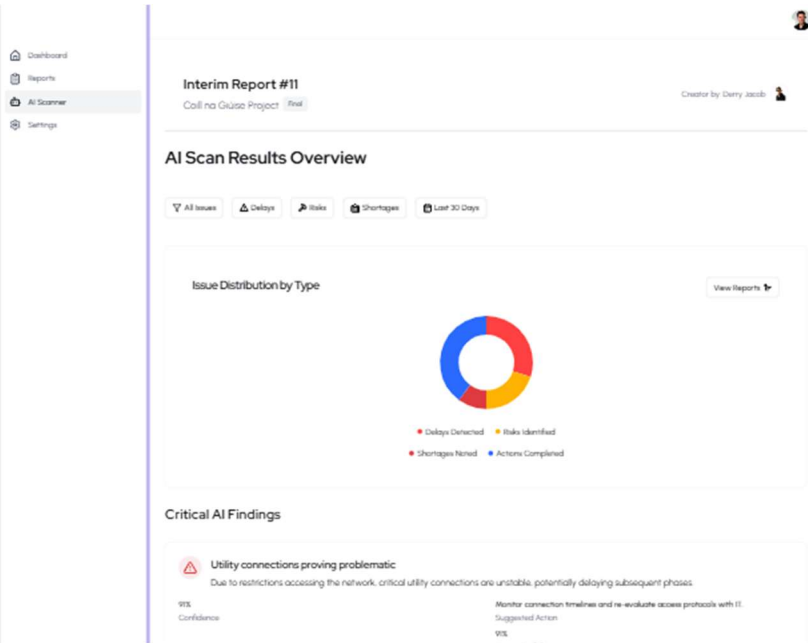 Dashboard
Reports
AI Scanner
Settings
Interim Report #11
Coill na Giúise Project Final
Creator by Derry Jacob
AI Scan Results Overview
All Issues Delays Risks Shortages Last 30 Days
Issue Distribution by Type
View Reports
Delays Detected Risks Identified
Shortages Noted Actions Completed
Critical AI Findings
Utility connections proving problematic
Due to restrictions accessing the network, critical utility connections are unstable, potentially delaying subsequent phases.
91% Monitor connection timelines and re-evaluate access protocols with IT.
Confidence Suggested Action
91%